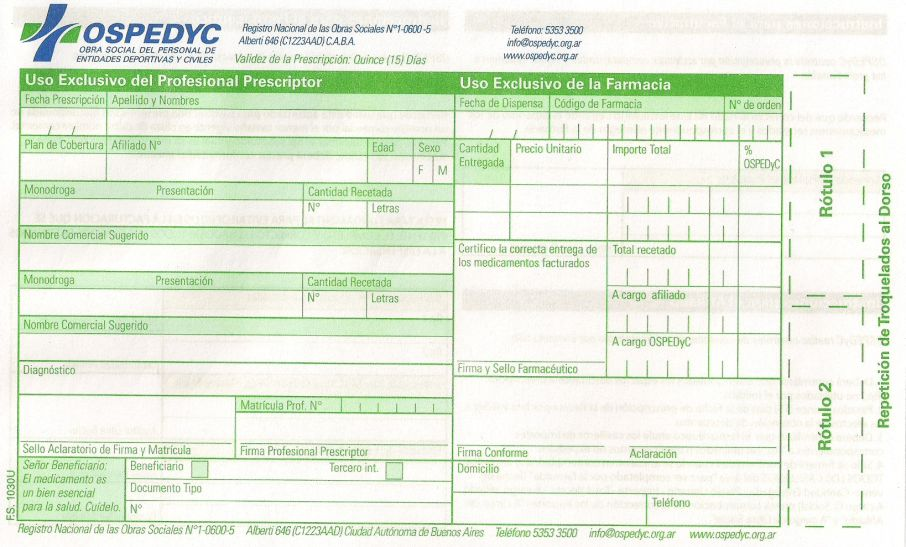 OSPEDYC
OBRA SOCIAL DEL PERSONAL DE
ENTIDADES DEPORTIVAS Y CIVILES
Registro Nacional de las Obras Sociales N°1-0600 -5
Alberti 646 (C1223AAD) C.A.B.A.
Validez de la Prescripción: Quince (15) Días
Teléfono: 5353 3500
info@ospedyc.org.ar
www.ospedyc.org.ar
Uso Exclusivo del Profesional Prescriptor
Fecha Prescripción Apellido y Nombres
/ /
Plan de Cobertura Afiliado N° Edad Sexo
F M
Monodroga Presentación Cantidad Recetada
N° Letras
Nombre Comercial Sugerido
Monodroga Presentación Cantidad Recetada
N° Letras
Nombre Comercial Sugerido
Diagnóstico
Matrícula Prof. N°
Sello Aclaratorio de Firma y Matrícula Firma Profesional Prescriptor
Señor Beneficiario:
El medicamento es
un bien esencial
para la salud. Cuídelo.
Beneficiario Tercero int.
Documento Tipo
N°
F.S. 1030U
Uso Exclusivo de la Farmacia
Fecha de Dispensa Código de Farmacia N° de orden
/ /
Cantidad
Entregada
Precio Unitario Importe Total %
OSPEDyC
Certifico la correcta entrega de
los medicamentos facturados
Total recetado
A cargo afiliado
A cargo OSPEDyC
Firma y Sello Farmacéutico
Firma Conforme Aclaración
Domicilio
Teléfono
Rótulo 1
Rótulo 2
Repetición de Troquelados al Dorso
Registro Nacional de las Obras Sociales N°1-0600-5 Alberti 646 (C1223AAD) Ciudad Autónoma de Buenos Aires Teléfono 5353 3500 info@ospedyc.org.ar www.ospedyc.org.ar